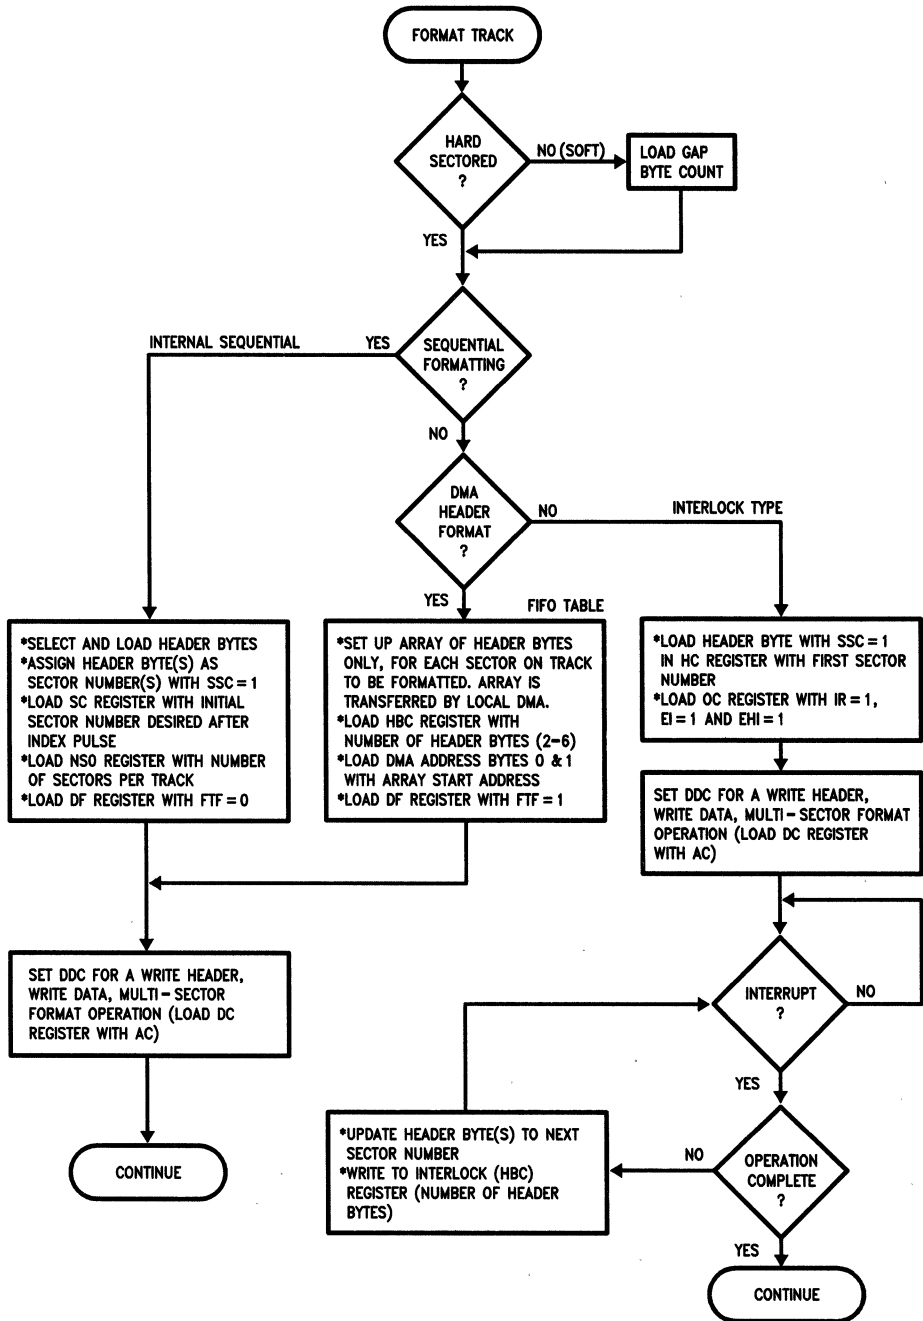 FORMAT TRACK
HARD
SECTORED
?
NO (SOFT)
LOAD GAP
BYTE COUNT
YES
SEQUENTIAL
FORMATTING
?
YES
INTERNAL SEQUENTIAL
NO
DMA
HEADER
FORMAT
?
NO
INTERLOCK TYPE
YES
FIFO TABLE
*SELECT AND LOAD HEADER BYTES
*ASSIGN HEADER BYTE(S) AS
SECTOR NUMBER(S) WITH SSC = 1
*LOAD SC REGISTER WITH INITIAL
SECTOR NUMBER DESIRED AFTER
INDEX PULSE
*LOAD NSO REGISTER WITH NUMBER
OF SECTORS PER TRACK
*LOAD DF REGISTER WITH FTF = 0
*SET UP ARRAY OF HEADER BYTES
ONLY, FOR EACH SECTOR ON TRACK
TO BE FORMATTED. ARRAY IS
TRANSFERRED BY LOCAL DMA.
*LOAD HBC REGISTER WITH
NUMBER OF HEADER BYTES (2-6)
*LOAD DMA ADDRESS BYTES 0 & 1
WITH ARRAY START ADDRESS
*LOAD DF REGISTER WITH FTF = 1
*LOAD HEADER BYTE WITH SSC = 1
IN HC REGISTER WITH FIRST SECTOR
NUMBER
*LOAD OC REGISTER WITH IR = 1,
EI = 1 AND EHI = 1
SET DDC FOR A WRITE HEADER,
WRITE DATA, MULTI-SECTOR FORMAT
OPERATION (LOAD DC REGISTER
WITH AC)
SET DDC FOR A WRITE HEADER,
WRITE DATA, MULTI-SECTOR
FORMAT OPERATION (LOAD DC
REGISTER WITH AC)
CONTINUE
INTERRUPT
?
NO
YES
OPERATION
COMPLETE
?
NO
*UPDATE HEADER BYTE(S) TO NEXT
SECTOR NUMBER
*WRITE TO INTERLOCK (HBC)
REGISTER (NUMBER OF HEADER
BYTES)
YES
CONTINUE